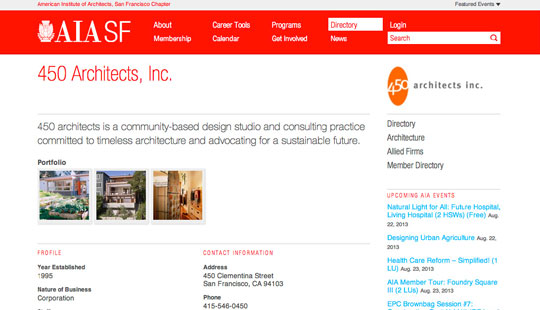 American Institute of Architects, San Francisco Chapter
Featured Events ▼
AIA SF
About
Career Tools
Programs
Directory
Login
Membership
Calendar
Get Involved
News
Search
450 Architects, Inc.
450 architects inc.
450 architects is a community-based design studio and consulting practice
committed to timeless architecture and advocating for a sustainable future.
Portfolio
Directory
Architecture
Allied Firms
Member Directory
UPCOMING AIA EVENTS
Natural Light for All: Future Hospital,
Living Hospital (2 HSWs) (Free) Aug.
22, 2013
Designing Urban Agriculture Aug. 22,
2013
Health Care Reform – Simplified! (1
LU) Aug. 23, 2013
AIA Member Tour: Foundry Square
III (2 LUs) Aug. 23, 2013
EPC Brownbag Session #7:
PROFILE
Year Established
1995
Nature of Business
Corporation
CONTACT INFORMATION
Address
450 Clementina Street
San Francisco, CA 94103
Phone
415-546-0450